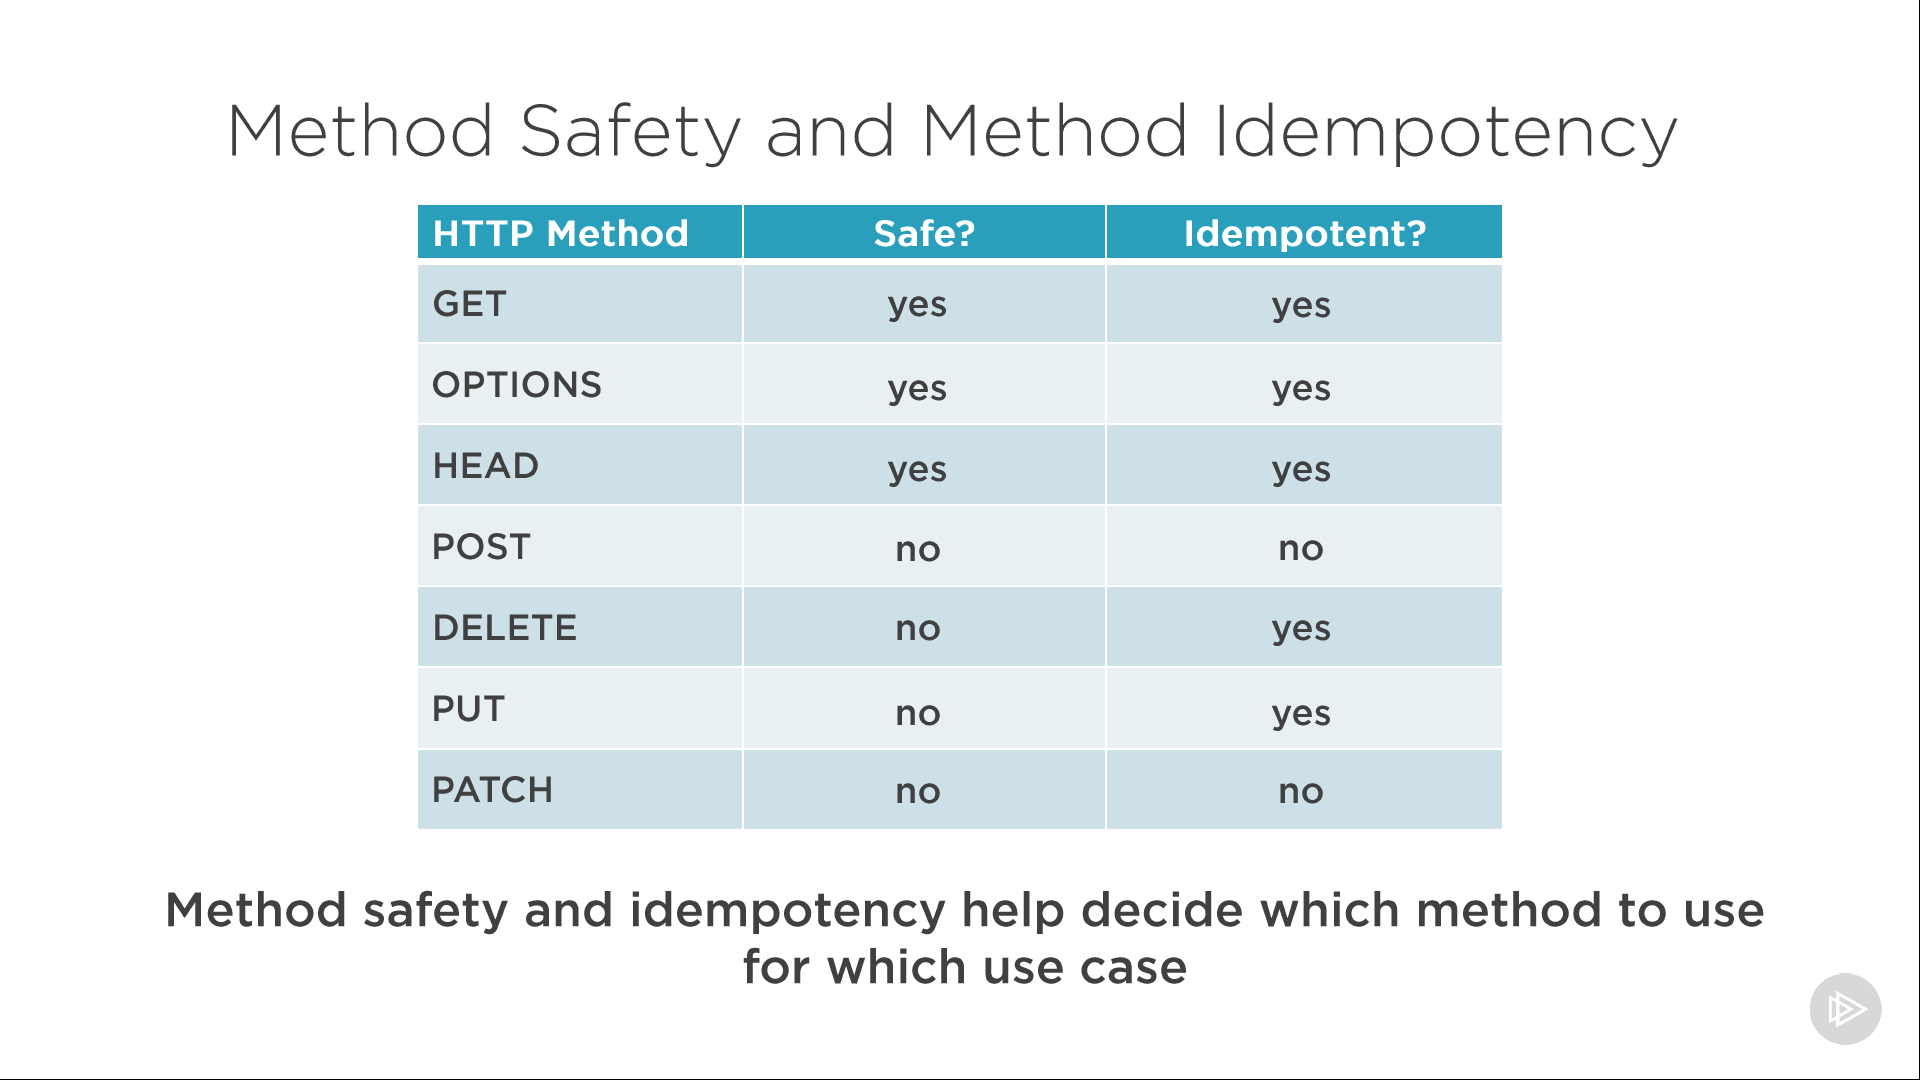 Method Safety and Method Idempotency
HTTP Method Safe? Idempotent?
GET yes yes
OPTIONS yes yes
HEAD yes yes
POST no no
DELETE no yes
PUT no yes
PATCH no no
Method safety and idempotency help decide which method to use
for which use case